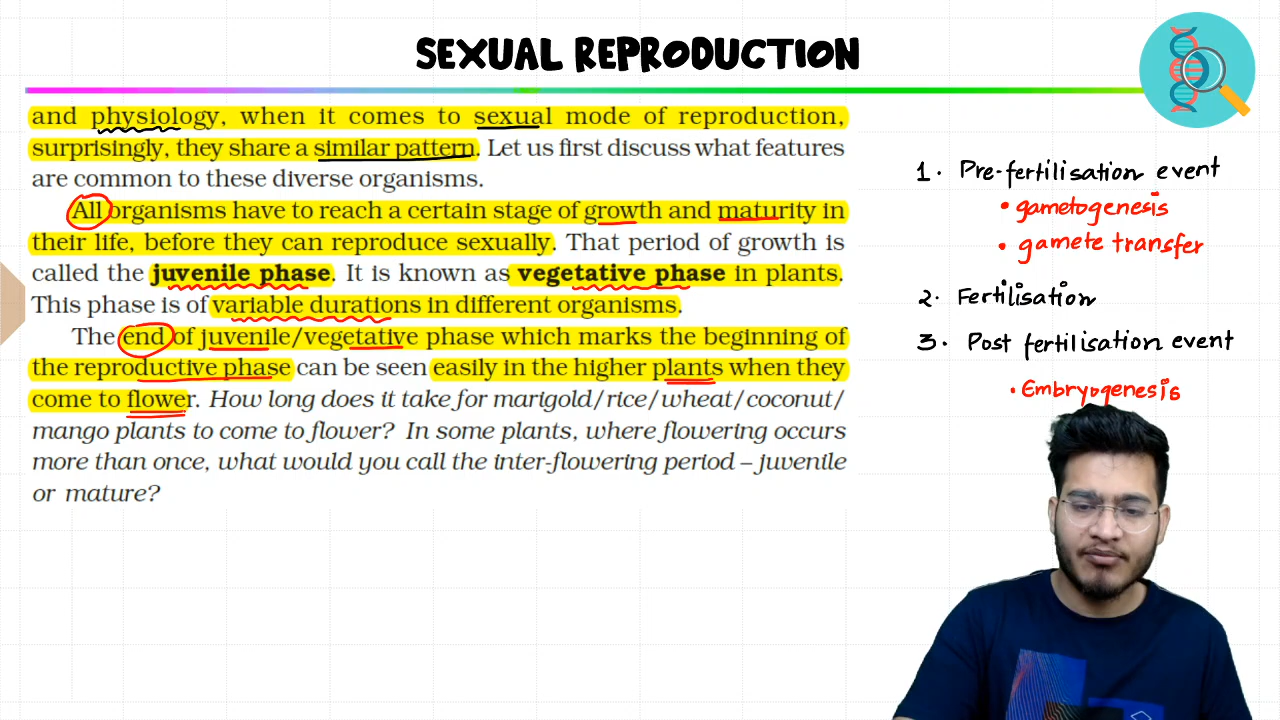 SEXUAL REPRODUCTION
and physiology, when it comes to sexual mode of reproduction,
surprisingly, they share a similar pattern. Let us first discuss what features
are common to these diverse organisms.
All organisms have to reach a certain stage of growth and maturity in
their life, before they can reproduce sexually. That period of growth is
called the juvenile phase. It is known as vegetative phase in plants.
This phase is of variable durations in different organisms.
The end of juvenile/vegetative phase which marks the beginning of
the reproductive phase can be seen easily in the higher plants when they
come to flower. How long does it take for marigold/rice/wheat/coconut/
mango plants to come to flower? In some plants, where flowering occurs
more than once, what would you call the inter-flowering period – juvenile
or mature?
1. Pre-fertilisation event
• gametogenesis
• gamete transfer
2. Fertilisation
3. Post fertilisation event
• Embryogenesis